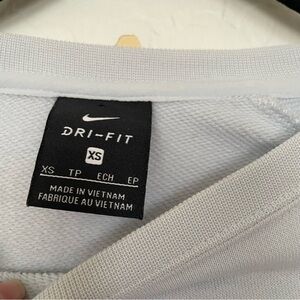 DRI-FIT
XS
XS TP ECH EP
MADE IN VIETNAM
FABRIQUE AU VIETNAM